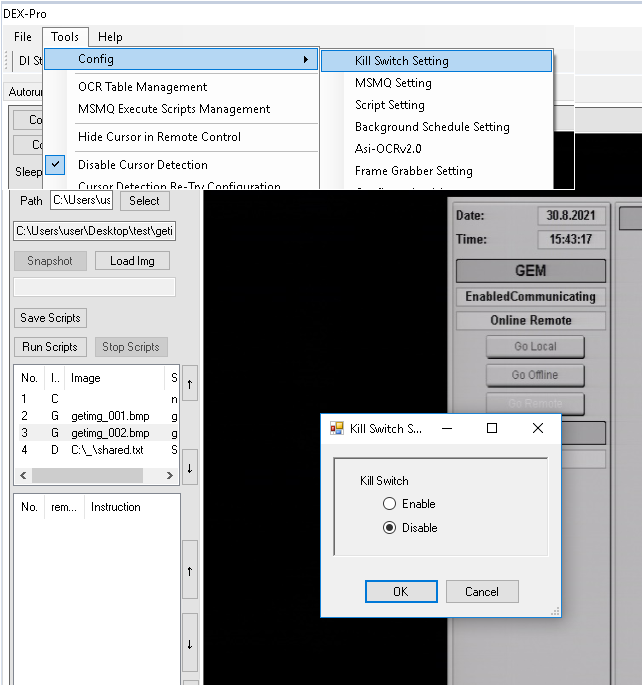 DEX-Pro
File Tools Help
DI St
Config
Kill Switch Setting
OCR Table Management
MSMQ Setting
Autorun
MSMQ Execute Scripts Management
Script Setting
Co
Hide Cursor in Remote Control
Background Schedule Setting
Co
Disable Cursor Detection
Asi-OCRv2.0
Sleep
Cursor Detection Re-Try Configuration
Frame Grabber Setting
Path C:\Users\us Select
C:\Users\user\Desktop\test\geti
Snapshot Load Img
Save Scripts
Run Scripts Stop Scripts
No. I.. Image S
1 C n
2 G getimg_001.bmp g
3 G getimg_002.bmp g
4 D C:\_\shared.txt S
No. rem... Instruction
Date: 30.8.2021
Time: 15:43:17
GEM
EnabledCommunicating
Online Remote
Go Local
Go Offline
Go Remote
Kill Switch S...
Kill Switch
Enable
Disable
OK Cancel